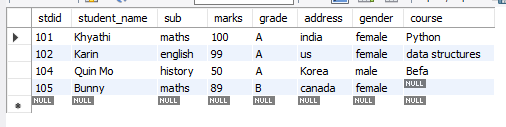 stdid student_name sub marks grade address gender course
101 Khyathi maths 100 A india female Python
102 Karin english 99 A us female data structures
104 Quin Mo history 50 A Korea male Befa
105 Bunny maths 89 B canada female NULL
NULL NULL NULL NULL NULL NULL NULL NULL